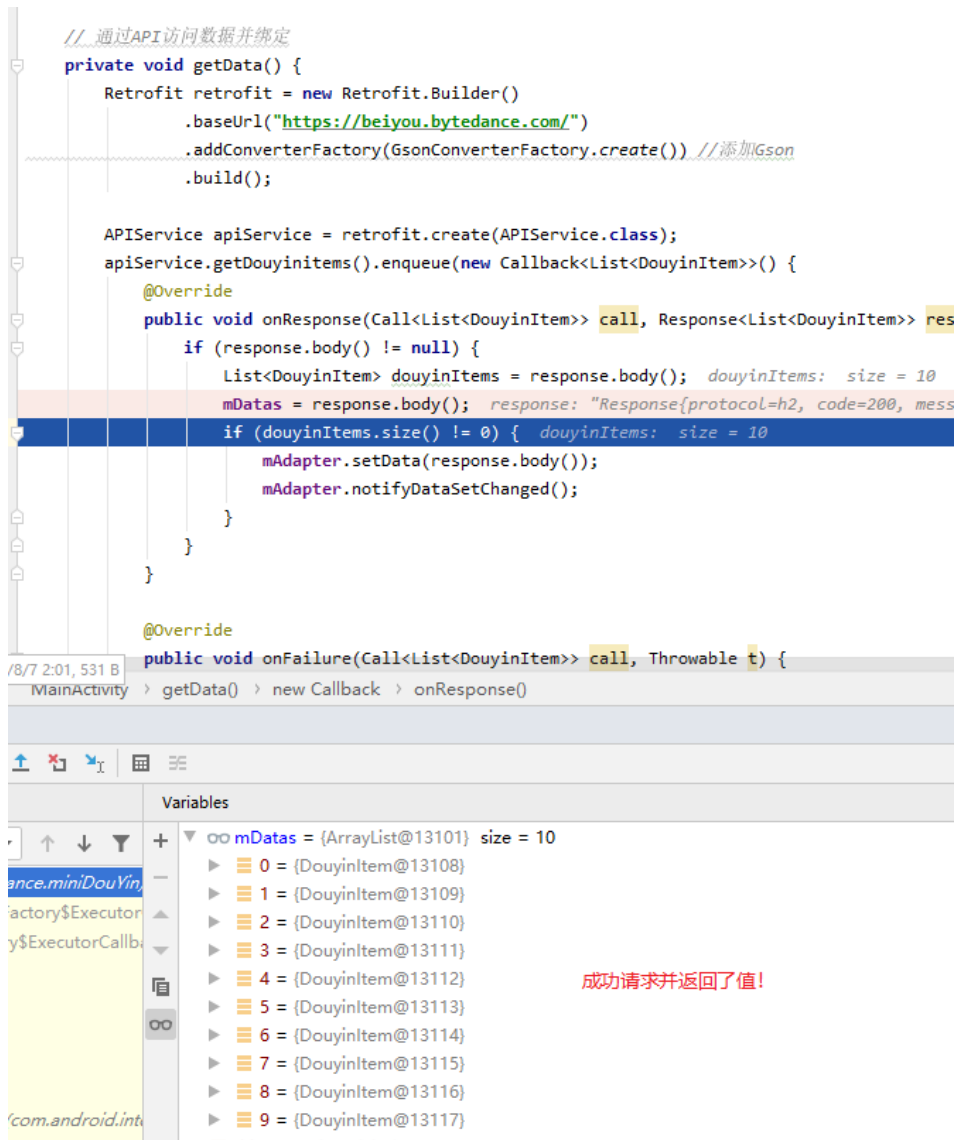 // 通过API访问数据并绑定
private void getData() {
Retrofit retrofit = new Retrofit.Builder()
.baseUrl("https://beiyou.bytedance.com/")
.addConverterFactory(GsonConverterFactory.create()) //添加Gson
.build();
APIService apiService = retrofit.create(APIService.class);
apiService.getDouyinitems().enqueue(new Callback<List<DouyinItem>>() {
@Override
public void onResponse(Call<List<DouyinItem>> call, Response<List<DouyinItem>> res
if (response.body() != null) {
List<DouyinItem> douyinItems = response.body(); douyinItems: size = 10
mDatas = response.body(); response: "Response{protocol=h2, code=200, mess
if (douyinItems.size() != 0) { douyinItems: size = 10
mAdapter.setData(response.body());
mAdapter.notifyDataSetChanged();
}
}
}
@Override
public void onFailure(Call<List<DouyinItem>> call, Throwable t) {
/8/7 2:01, 531 B
MainActivity > getData() > new Callback > onResponse()
Variables
mDatas = {ArrayList@13101} size = 10
0 = {DouyinItem@13108}
ance.miniDouYin,
1 = {DouyinItem@13109}
actory$Executor
2 = {DouyinItem@13110}
y$ExecutorCallba
3 = {DouyinItem@13111}
4 = {DouyinItem@13112}
成功请求并返回了值!
5 = {DouyinItem@13113}
6 = {DouyinItem@13114}
7 = {DouyinItem@13115}
8 = {DouyinItem@13116}
9 = {DouyinItem@13117}
/com.android.inte